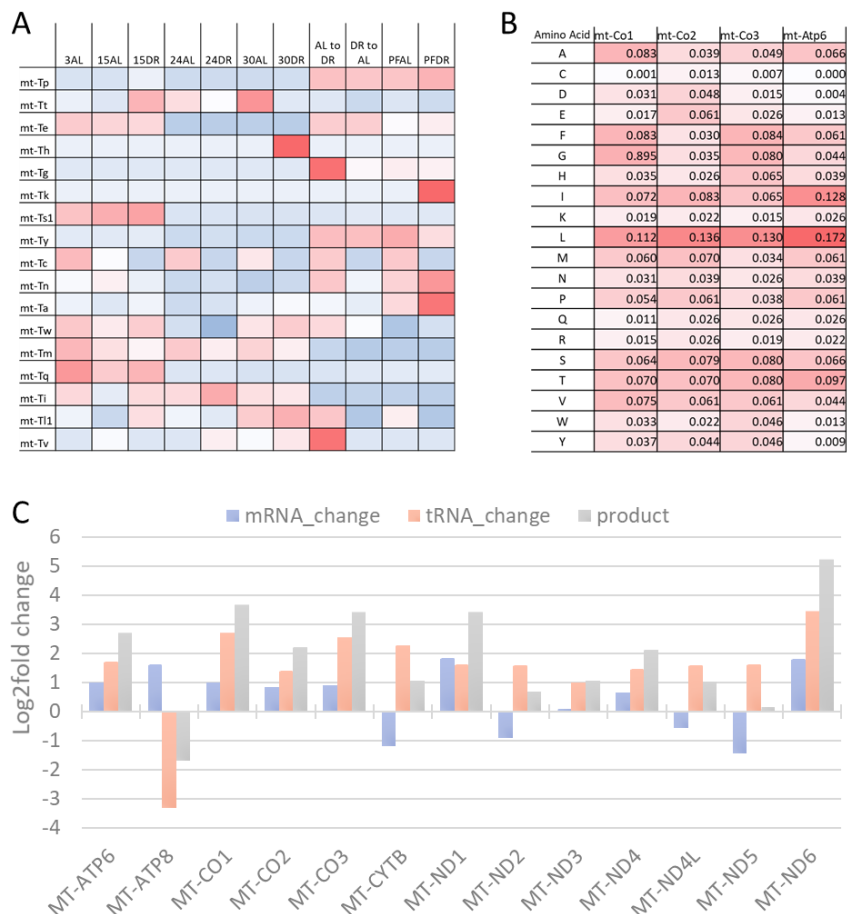 A
3AL 15AL 15DR 24AL 24DR 30AL 30DR AL to DR DR to AL PFAL PFDR
mt-Tp
mt-Tt
mt-Te
mt-Th
mt-Tg
mt-Tk
mt-Ts1
mt-Ty
mt-Tc
mt-Tn
mt-Ta
mt-Tw
mt-Tm
mt-Tq
mt-Ti
mt-Tl1
mt-Tv
B
Amino Acid mt-Co1 mt-Co2 mt-Co3 mt-Atp6
A 0.083 0.039 0.049 0.066
C 0.001 0.013 0.007 0.000
D 0.031 0.048 0.015 0.004
E 0.017 0.061 0.026 0.013
F 0.083 0.030 0.084 0.061
G 0.895 0.035 0.080 0.044
H 0.035 0.026 0.065 0.039
I 0.072 0.083 0.065 0.128
K 0.019 0.022 0.015 0.026
L 0.112 0.136 0.130 0.172
M 0.060 0.070 0.034 0.061
N 0.031 0.039 0.026 0.039
P 0.054 0.061 0.038 0.061
Q 0.011 0.026 0.026 0.026
R 0.015 0.026 0.019 0.022
S 0.064 0.079 0.080 0.066
T 0.070 0.070 0.080 0.097
V 0.075 0.061 0.061 0.044
W 0.033 0.022 0.046 0.013
Y 0.037 0.044 0.046 0.009
C
mRNA_change tRNA_change product
Log2fold change
6
5
4
3
2
1
0
-1
-2
-3
-4
MT-ATP6 MT-ATP8 MT-CO1 MT-CO2 MT-CO3 MT-CYTB MT-ND1 MT-ND2 MT-ND3 MT-ND4 MT-ND4L MT-ND5 MT-ND6